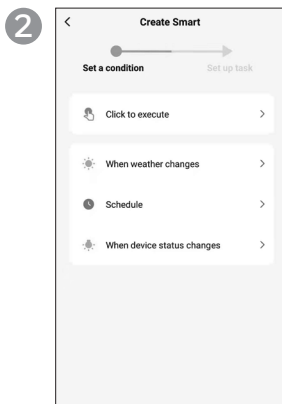 2
Create Smart
Set a condition Set up task
Click to execute
When weather changes
Schedule
When device status changes